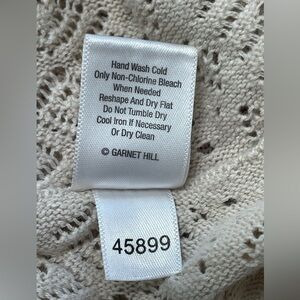 Hand Wash Cold
Only Non-Chlorine Bleach
When Needed
Reshape And Dry Flat
Do Not Tumble Dry
Cool Iron if Necessary
Or Dry Clean
© GARNET HILL
45899